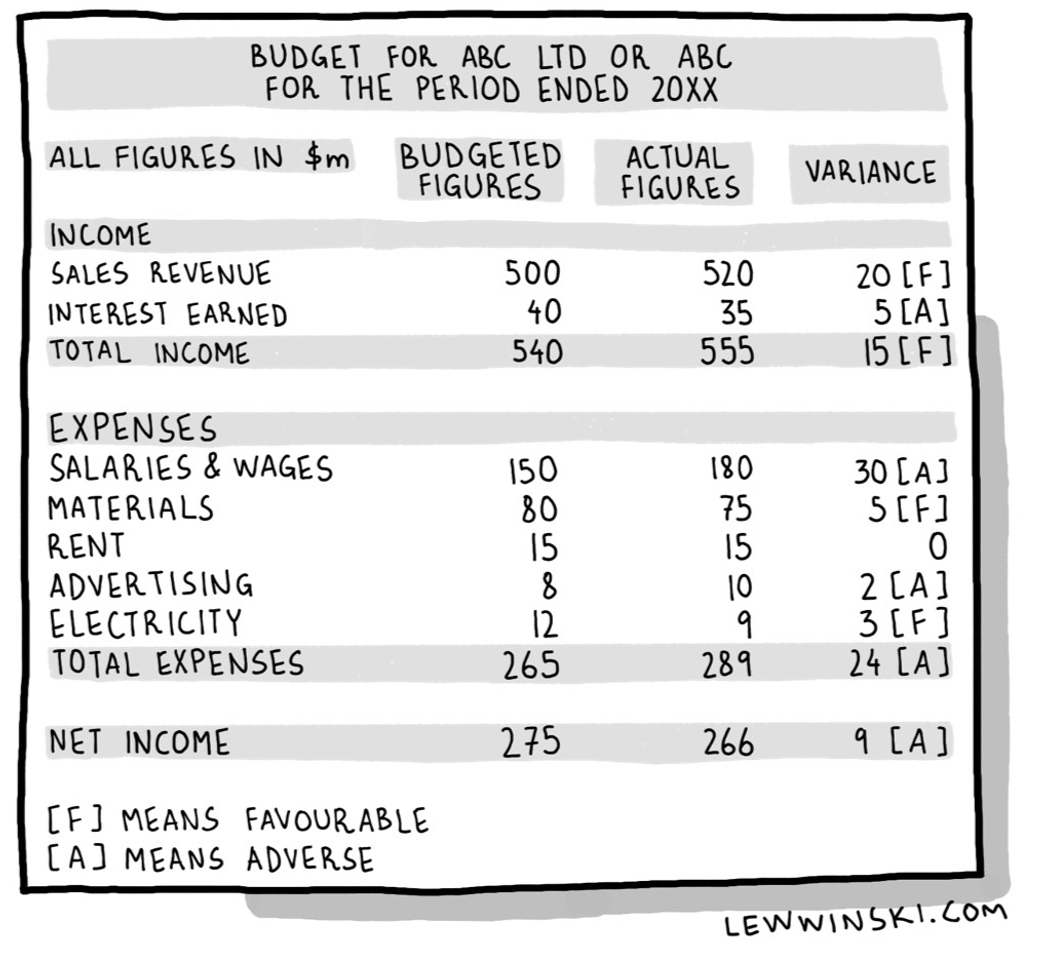 BUDGET FOR ABC LTD OR ABC
FOR THE PERIOD ENDED 20XX
ALL FIGURES IN $m BUDGETED FIGURES ACTUAL FIGURES VARIANCE
INCOME
SALES REVENUE 500 520 20 [F]
INTEREST EARNED 40 35 5 [A]
TOTAL INCOME 540 555 15 [F]
EXPENSES
SALARIES & WAGES 150 180 30 [A]
MATERIALS 80 75 5 [F]
RENT 15 15 0
ADVERTISING 8 10 2 [A]
ELECTRICITY 12 9 3 [F]
TOTAL EXPENSES 265 289 24 [A]
NET INCOME 275 266 9 [A]
[F] MEANS FAVOURABLE
[A] MEANS ADVERSE
LEWWINSKI.COM